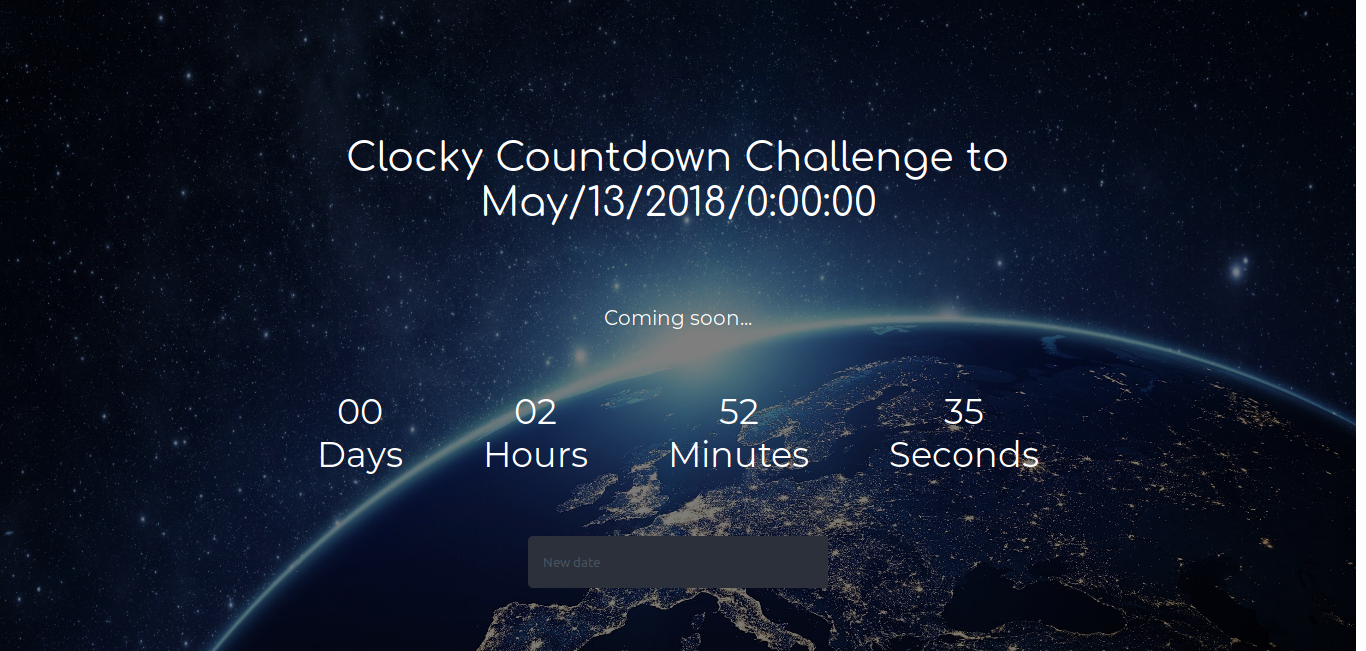 Clocky Countdown Challenge to
May/13/2018/0:00:00
Coming soon...
00 02 52 35
Days Hours Minutes Seconds
New date